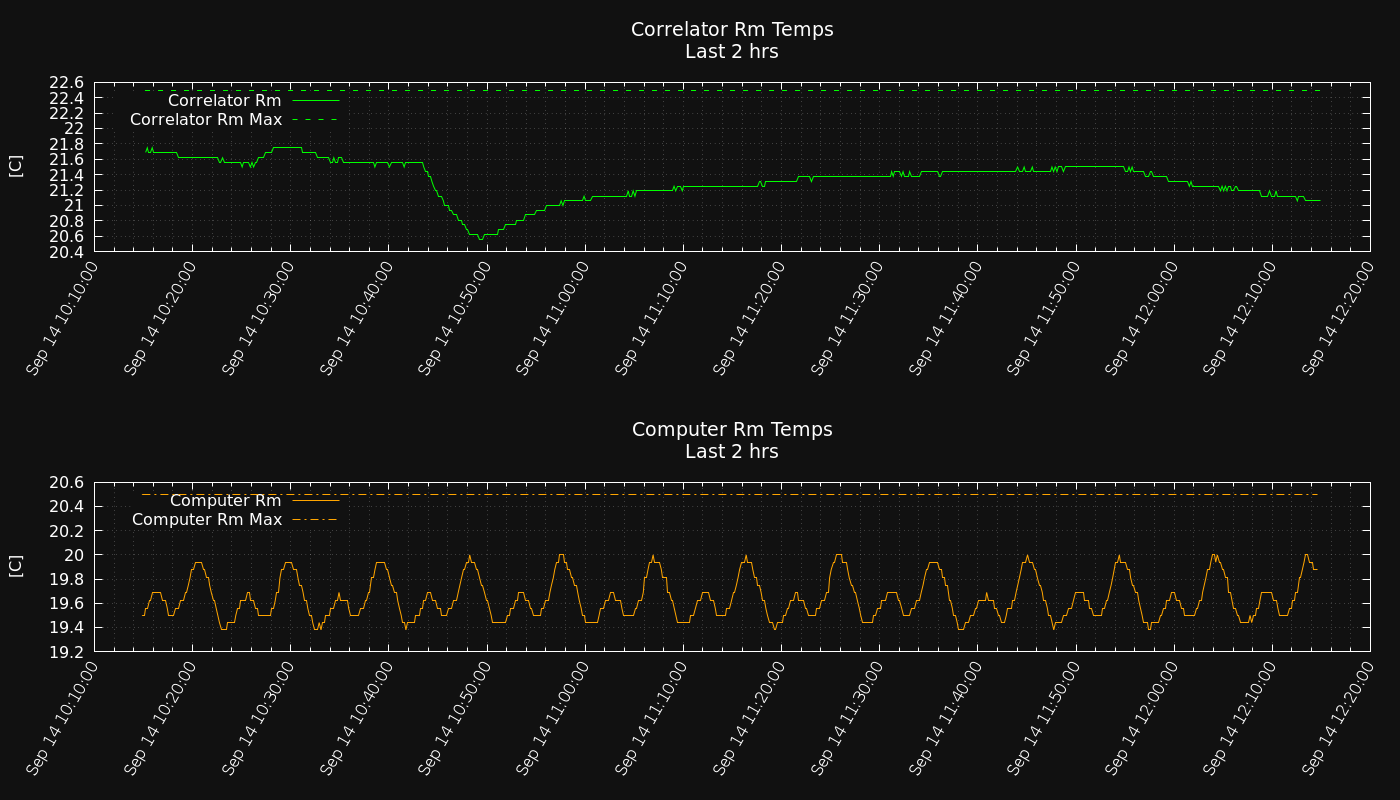 Correlator Rm Temps
Last 2 hrs
22.6
22.4
22.2
22
21.8
21.6
21.4
21.2
21
20.8
20.6
20.4
[C]
Correlator Rm
Correlator Rm Max
Sep 14 10:10:00
Sep 14 10:20:00
Sep 14 10:30:00
Sep 14 10:40:00
Sep 14 10:50:00
Sep 14 11:00:00
Sep 14 11:10:00
Sep 14 11:20:00
Sep 14 11:30:00
Sep 14 11:40:00
Sep 14 11:50:00
Sep 14 12:00:00
Sep 14 12:10:00
Sep 14 12:20:00
Computer Rm Temps
Last 2 hrs
20.6
20.4
20.2
20
19.8
19.6
19.4
19.2
[C]
Computer Rm
Computer Rm Max
Sep 14 10:10:00
Sep 14 10:20:00
Sep 14 10:30:00
Sep 14 10:40:00
Sep 14 10:50:00
Sep 14 11:00:00
Sep 14 11:10:00
Sep 14 11:20:00
Sep 14 11:30:00
Sep 14 11:40:00
Sep 14 11:50:00
Sep 14 12:00:00
Sep 14 12:10:00
Sep 14 12:20:00